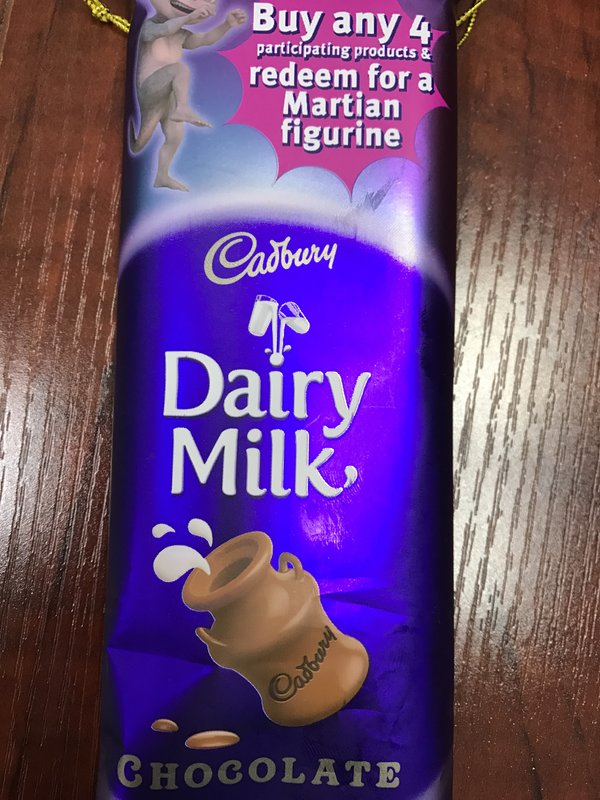 Buy any 4
participating products &
redeem for a
Martian
figurine
Cadbury
Dairy
Milk
Cadbury
CHOCOLATE